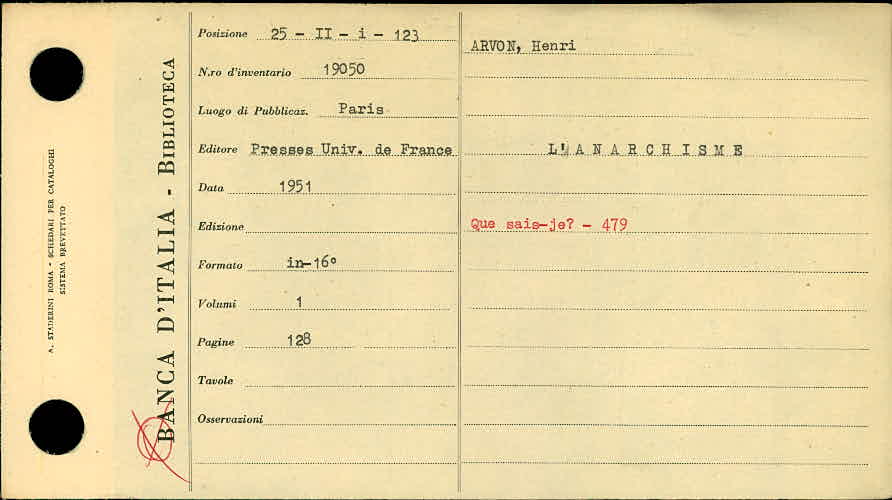 A. STADERINI ROMA - SCHEDARI PER CATALOGHI
SISTEMA BREVETTATO
BANCA D'ITALIA - BIBLIOTECA
Posizione 25 - II - i - 123
N.ro d'inventario 19050
Luogo di Pubblicaz. Paris
Editore Presses Univ. de France
Data 1951
Edizione
Formato in-16°
Volumi 1
Pagine 128
Tavole
Osservazioni
ARVON, Henri
L'ANARCHISME
Que sais-je? - 479